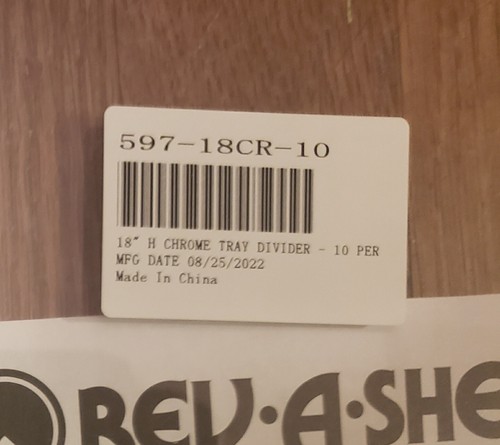 597-18CR-10
18" H CHROME TRAY DIVIDER - 10 PER
MFG DATE 08/25/2022
Made In China
REV·A·SHE